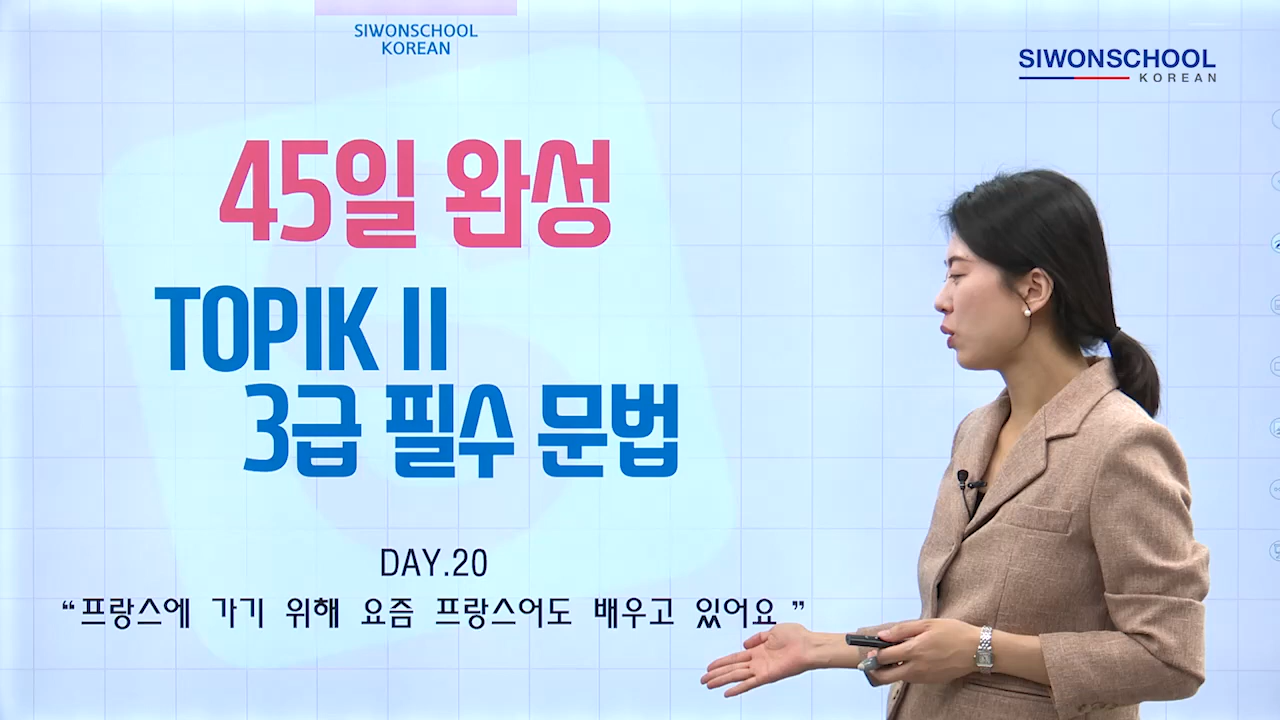 SIWONSCHOOL
KOREAN
SIWONSCHOOL
KOREAN
45일 완성
TOPIK II
3급 필수 문법
DAY.20
“ 프랑스에 가기 위해 요즘 프랑스어도 배우고 있어요 ”